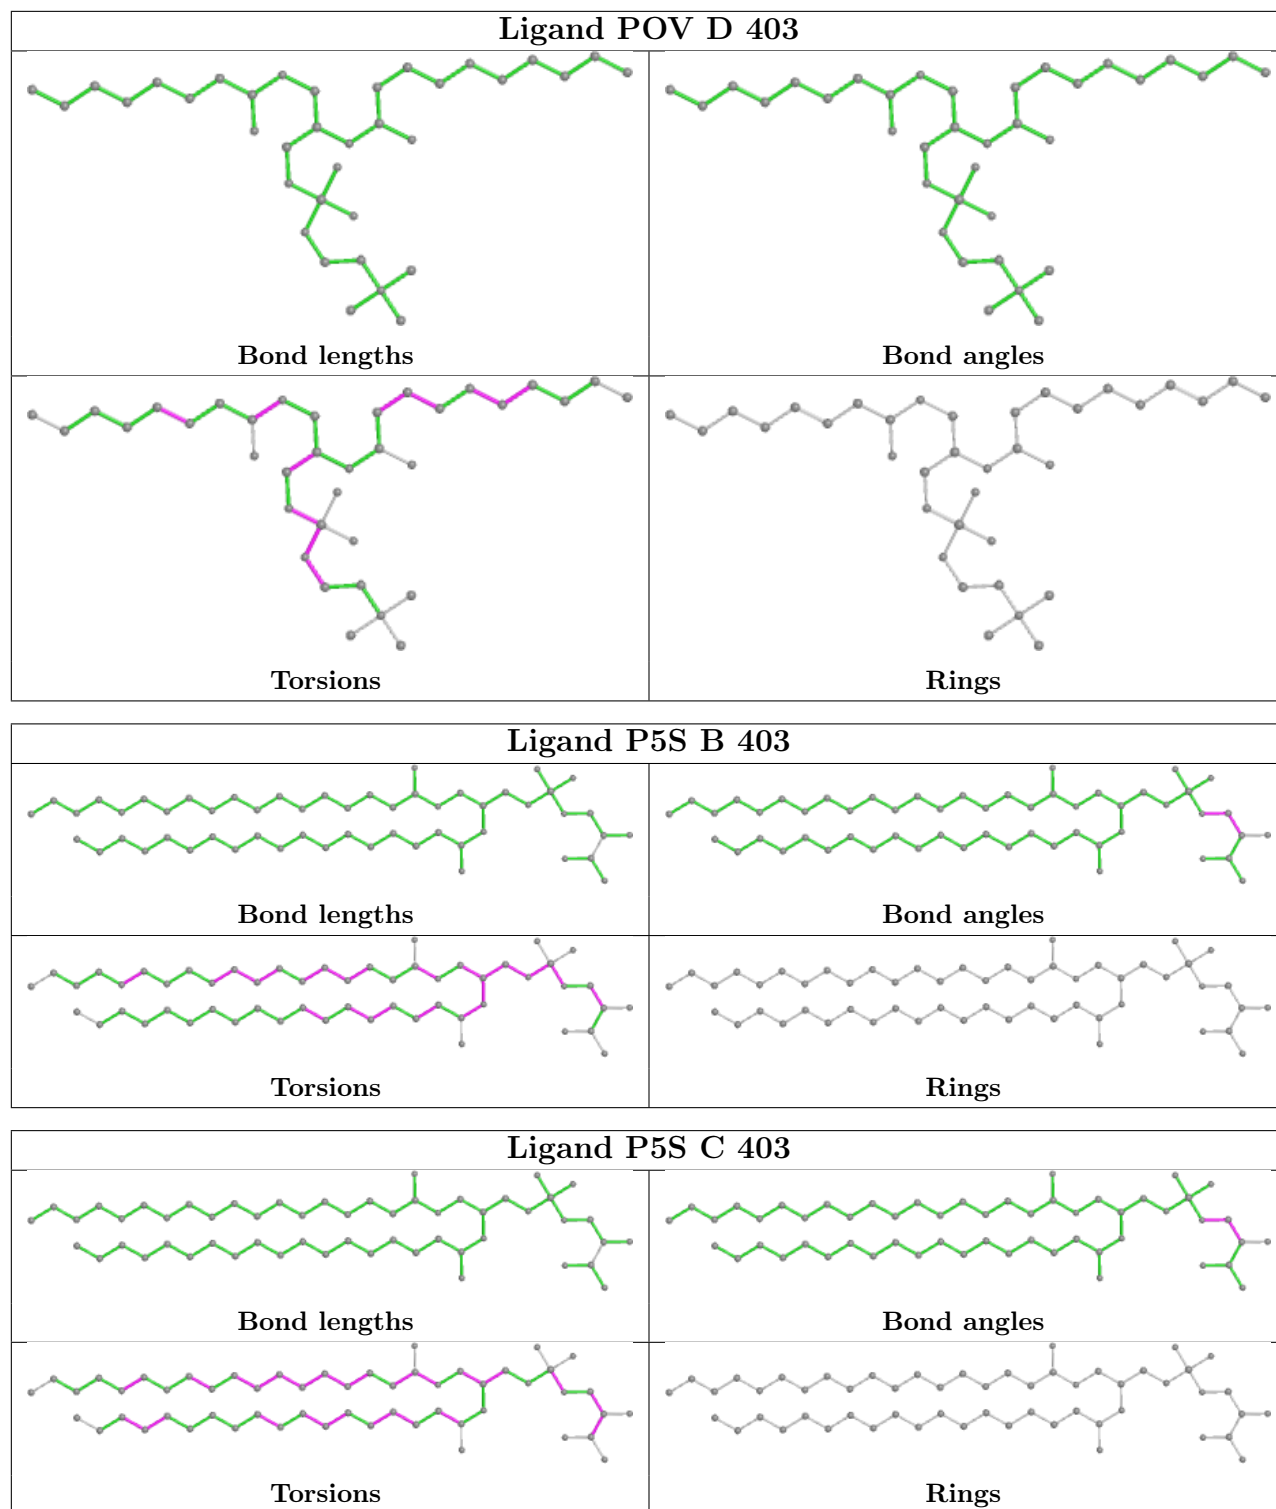 Ligand POV D 403
Bond lengths
Bond angles
Torsions
Rings
Ligand P5S B 403
Bond lengths
Bond angles
Torsions
Rings
Ligand P5S C 403
Bond lengths
Bond angles
Torsions
Rings